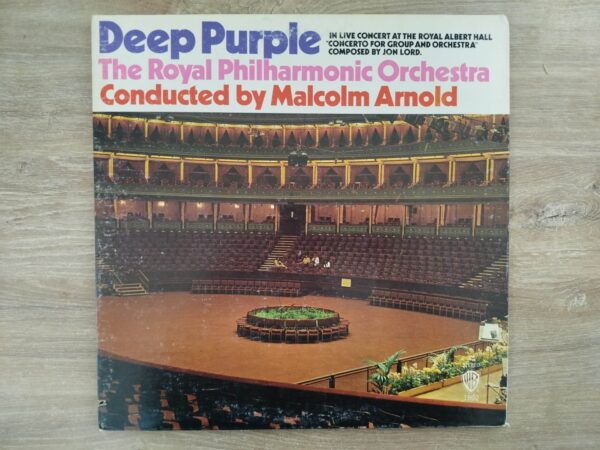 Deep Purple
IN LIVE CONCERT AT THE ROYAL ALBERT HALL
"CONCERTO FOR GROUP AND ORCHESTRA"
COMPOSED BY JON LORD.
The Royal Philharmonic Orchestra
Conducted by Malcolm Arnold